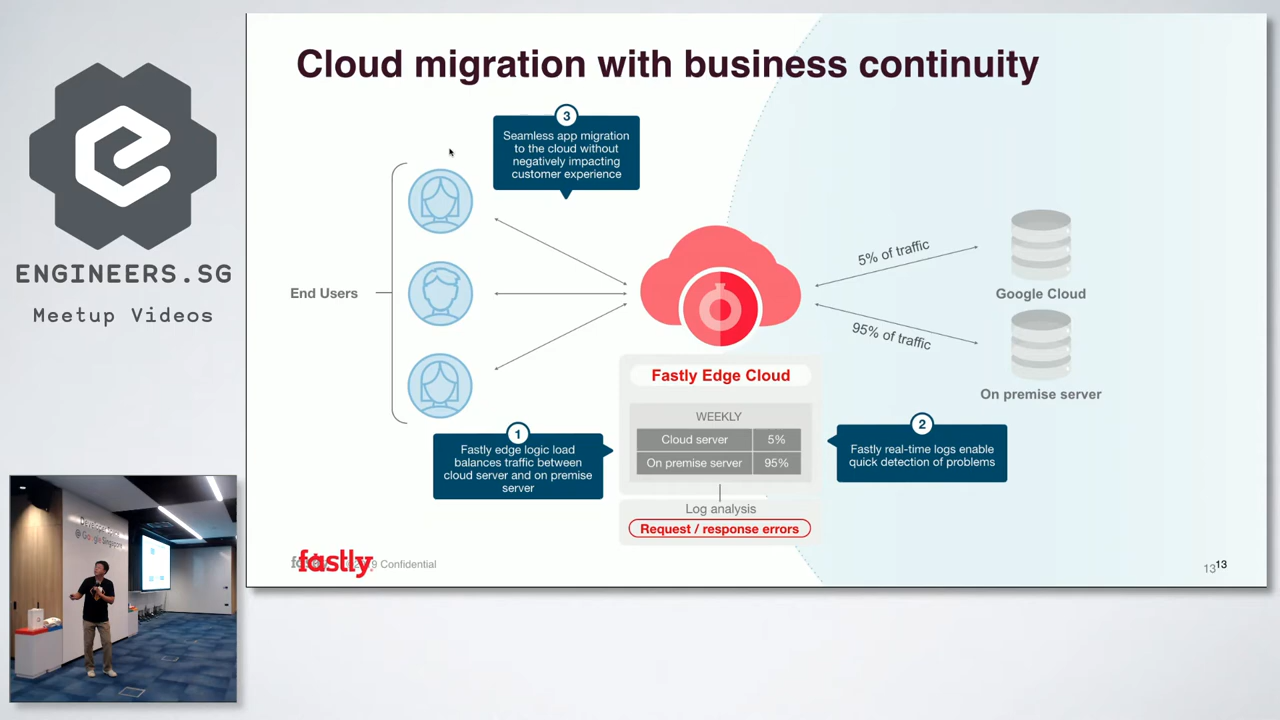 ENGINEERS.SG
Meetup Videos
Cloud migration with business continuity
3
Seamless app migration
to the cloud without
negatively impacting
customer experience
End Users
5% of traffic
Google Cloud
95% of traffic
On premise server
Fastly Edge Cloud
WEEKLY
Cloud server 5%
On premise server 95%
1
Fastly edge logic load
balances traffic between
cloud server and on premise
server
2
Fastly real-time logs enable
quick detection of problems
Log analysis
Request / response errors
fastly
Confidential
13
13
@ Google Singapore